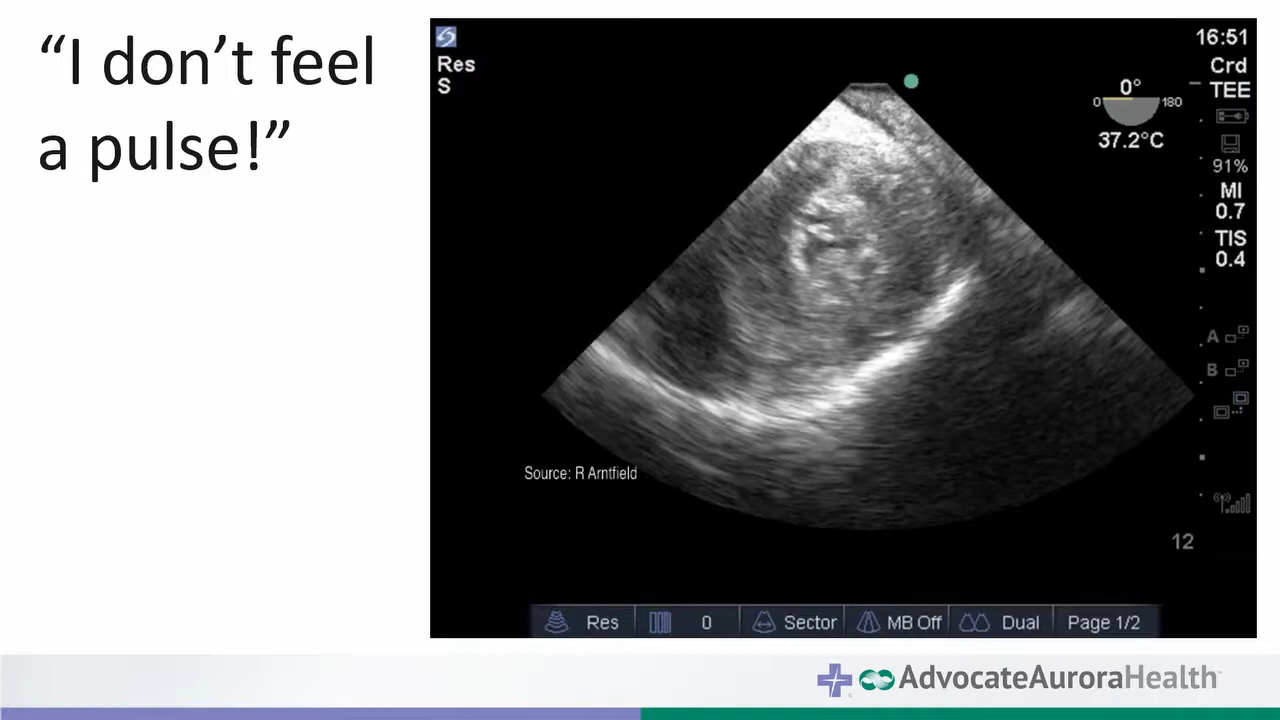 “I don’t feel
a pulse!”
Res
S
16:51
Crd
TEE
0°
0 180
37.2°C
91%
MI
0.7
TIS
0.4
A
B
Source: R Arntfield
12
Res 0 Sector MB Off Dual Page 1/2
AdvocateAuroraHealth